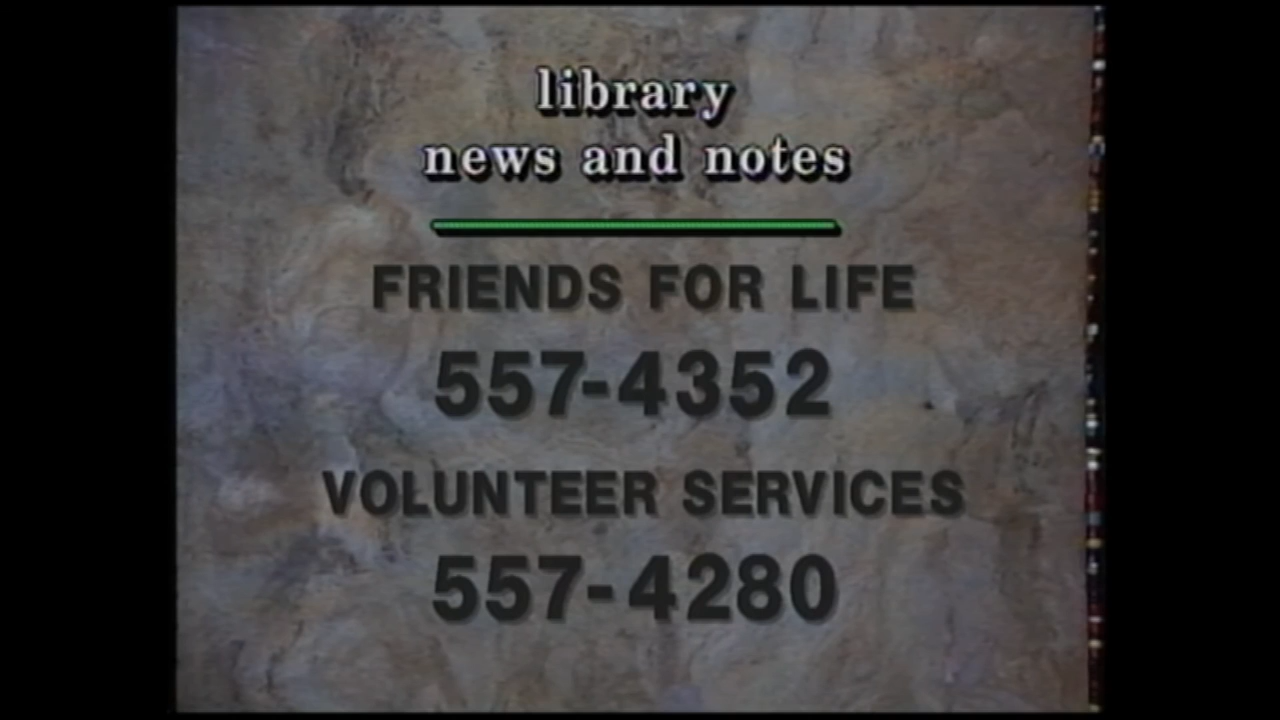 library
news and notes
FRIENDS FOR LIFE
557-4352
VOLUNTEER SERVICES
557-4280